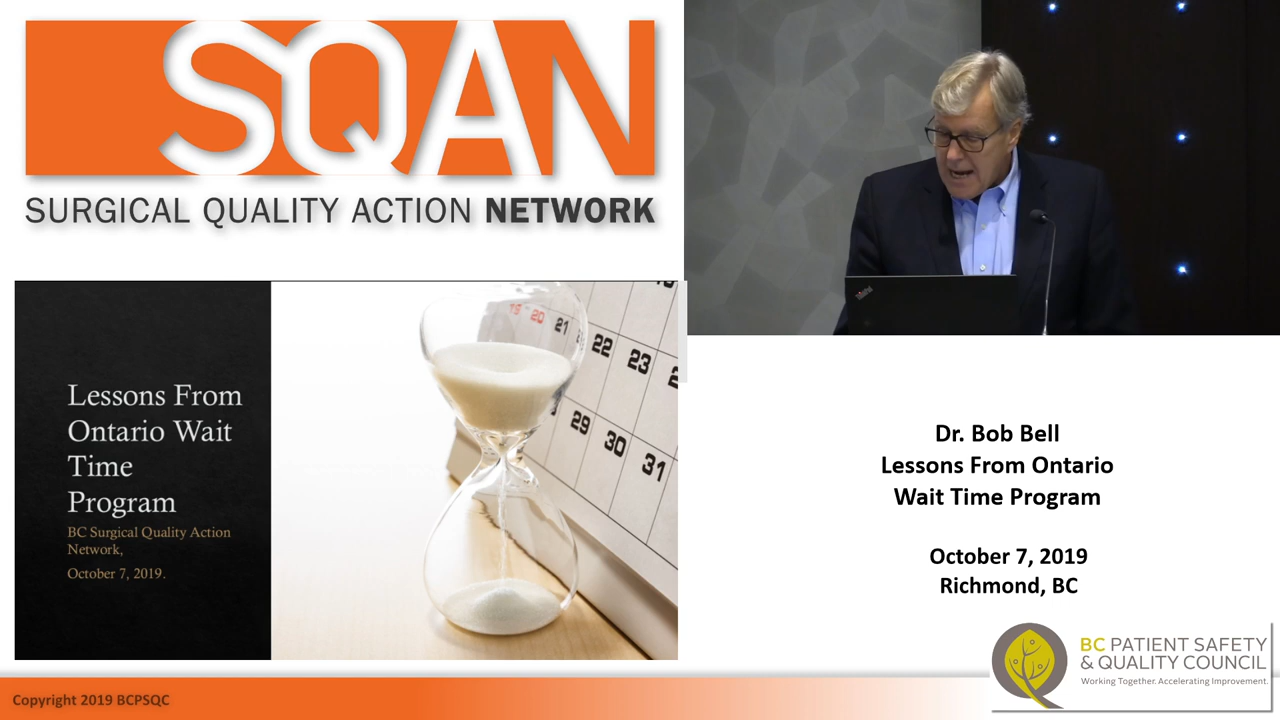 SQAN
SURGICAL QUALITY ACTION NETWORK
Lessons From
Ontario Wait
Time
Program
BC Surgical Quality Action
Network,
October 7, 2019.
19 20 21
22
23
29
30
31
ThinkPad
Dr. Bob Bell
Lessons From Ontario
Wait Time Program
October 7, 2019
Richmond, BC
BC PATIENT SAFETY
& QUALITY COUNCIL
Working Together. Accelerating Improvement.
Copyright 2019 BCPSQC